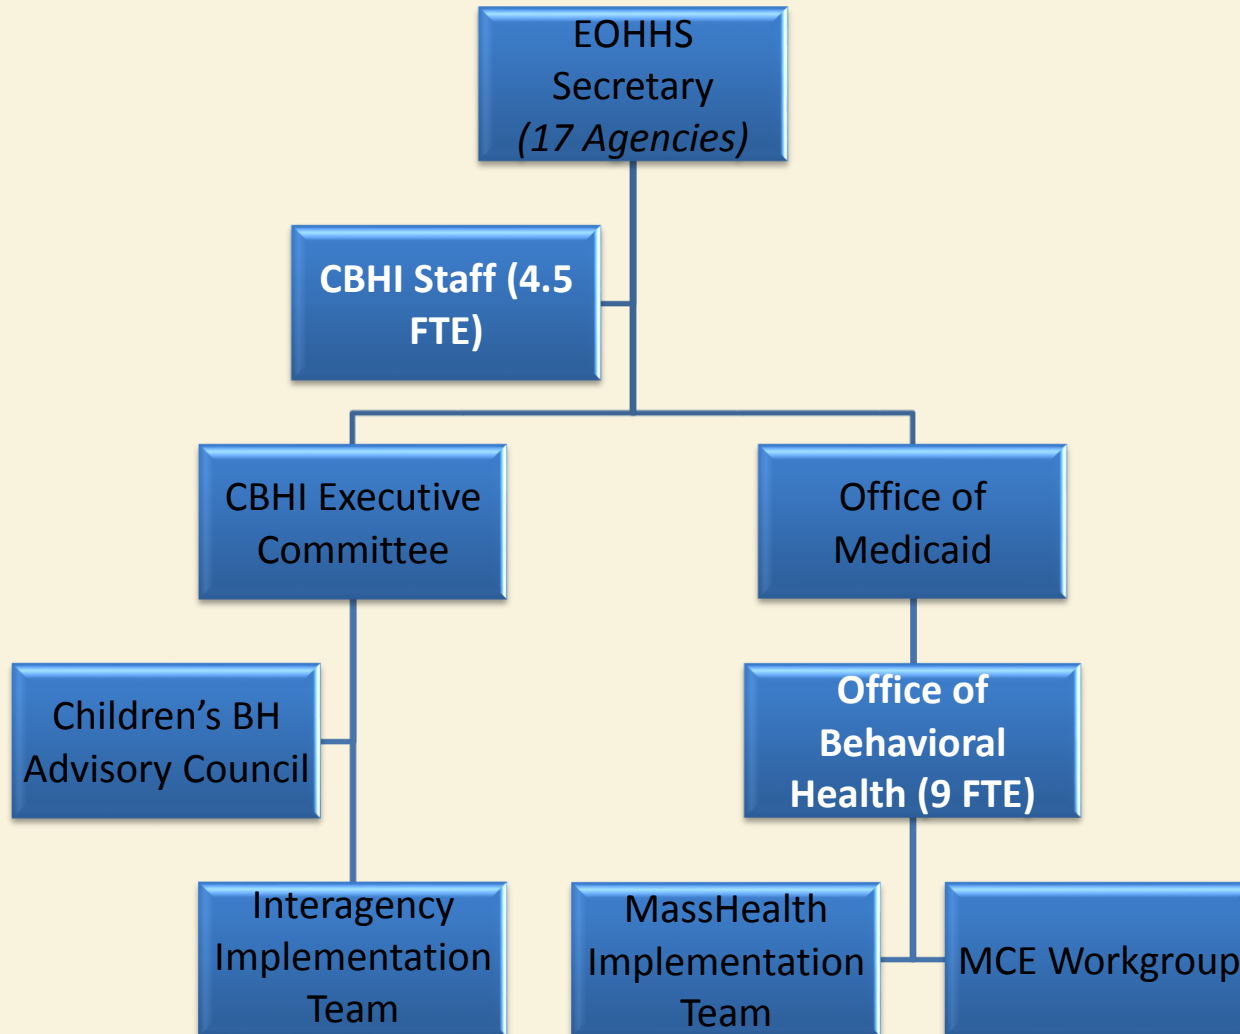 EOHHS
Secretary
(17 Agencies)
CBHI Staff (4.5
FTE)
CBHI Executive
Committee
Office of
Medicaid
Children’s BH
Advisory Council
Office of
Behavioral
Health (9 FTE)
Interagency
Implementation
Team
MassHealth
Implementation
Team
MCE Workgroup